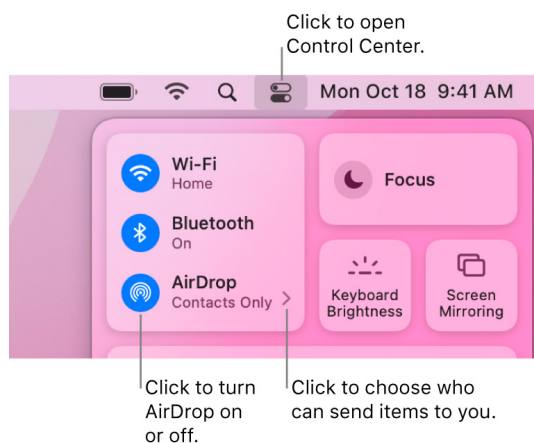 Click to open
Control Center.
Mon Oct 18 9:41 AM
Wi-Fi
Home
Focus
Bluetooth
On
AirDrop
Contacts Only
Keyboard
Brightness
Screen
Mirroring
Click to turn
AirDrop on
or off.
Click to choose who
can send items to you.